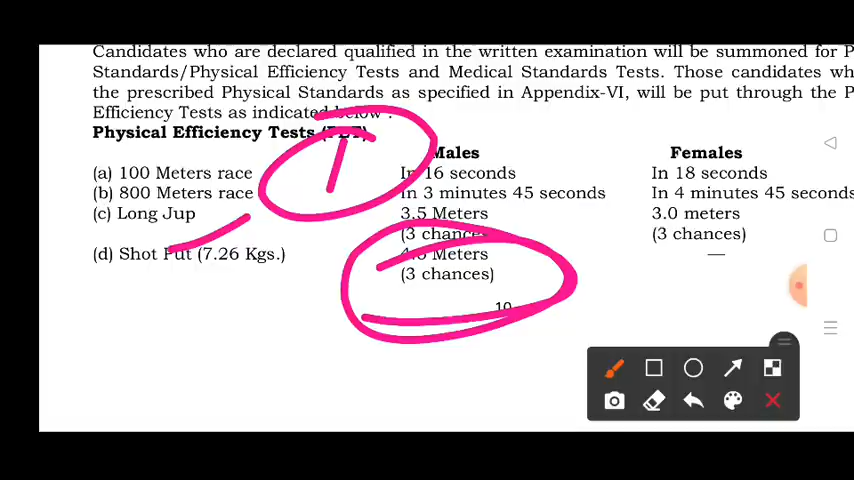 Candidates who are declared qualified in the written examination will be summoned for P
Standards/Physical Efficiency Tests and Medical Standards Tests. Those candidates wh
the prescribed Physical Standards as specified in Appendix-VI, will be put through the P
Efficiency Tests as indicated below :
Physical Efficiency Tests (PET)
Males Females
(a) 100 Meters race In 16 seconds In 18 seconds
(b) 800 Meters race In 3 minutes 45 seconds In 4 minutes 45 seconds
(c) Long Jup 3.5 Meters 3.0 meters
(3 chances) (3 chances)
(d) Shot Put (7.26 Kgs.) Meters —
(3 chances)
10